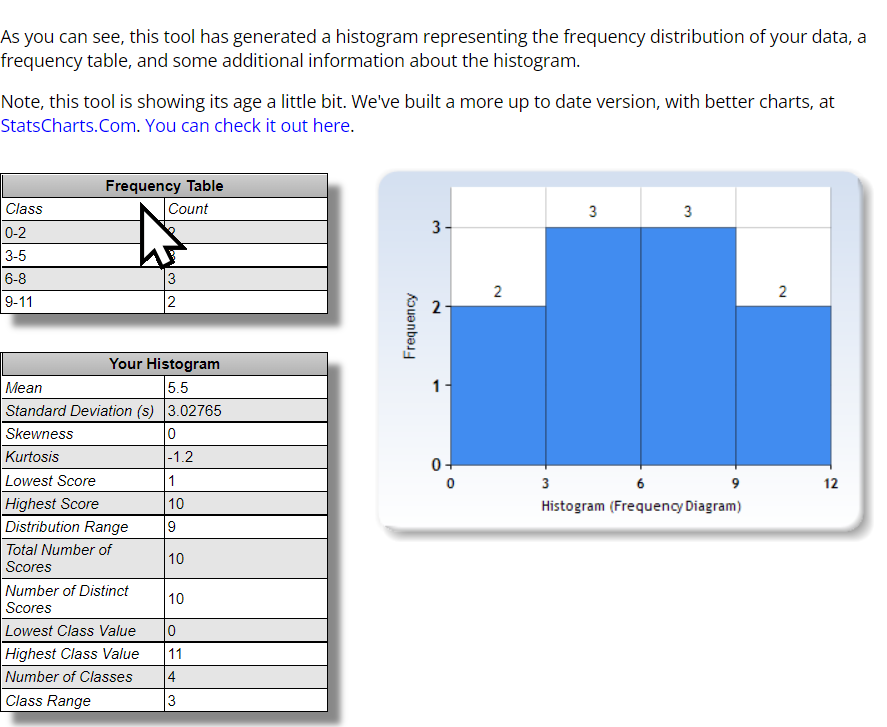 As you can see, this tool has generated a histogram representing the frequency distribution of your data, a
frequency table, and some additional information about the histogram.
Note, this tool is showing its age a little bit. We've built a more up to date version, with better charts, at
StatsCharts.Com. You can check it out here.
Frequency Table
Class Count
0-2
3-5
6-8 3
9-11 2
Your Histogram
Mean 5.5
Standard Deviation (s) 3.02765
Skewness 0
Kurtosis -1.2
Lowest Score 1
Highest Score 10
Distribution Range 9
Total Number of
Scores 10
Number of Distinct
Scores 10
Lowest Class Value 0
Highest Class Value 11
Number of Classes 4
Class Range 3
Frequency
3
2
1
0
2
3
3
2
0 3 6 9 12
Histogram (Frequency Diagram)